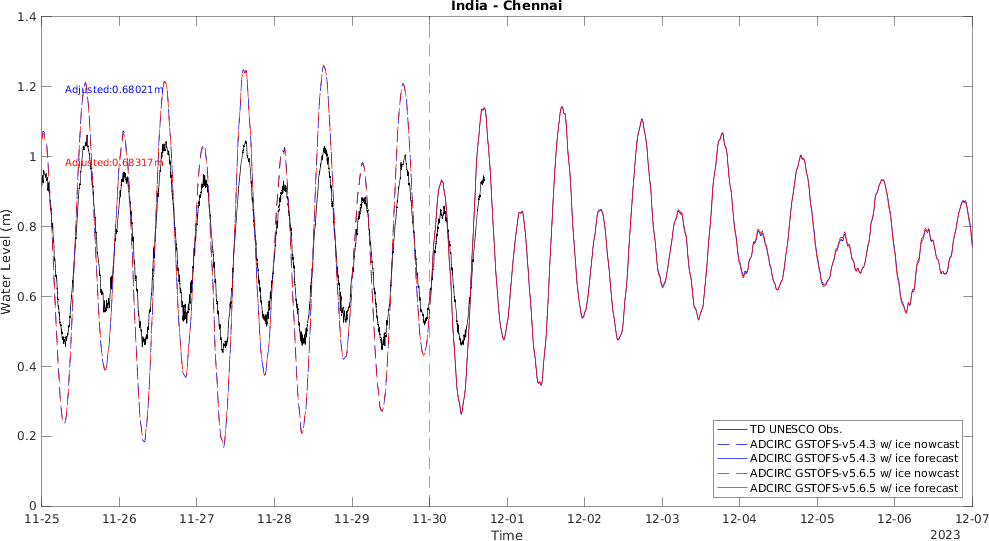 India - Chennai
1.4
1.2
1
0.8
0.6
0.4
0.2
0
Water Level (m)
Adjusted:0.68021m
Adjusted:0.68317m
TD UNESCO Obs.
ADCIRC GSTOFS-v5.4.3 w/ ice nowcast
ADCIRC GSTOFS-v5.4.3 w/ ice forecast
ADCIRC GSTOFS-v5.6.5 w/ ice nowcast
ADCIRC GSTOFS-v5.6.5 w/ ice forecast
11-25 11-26 11-27 11-28 11-29 11-30 12-01 12-02 12-03 12-04 12-05 12-06 12-07
Time
2023